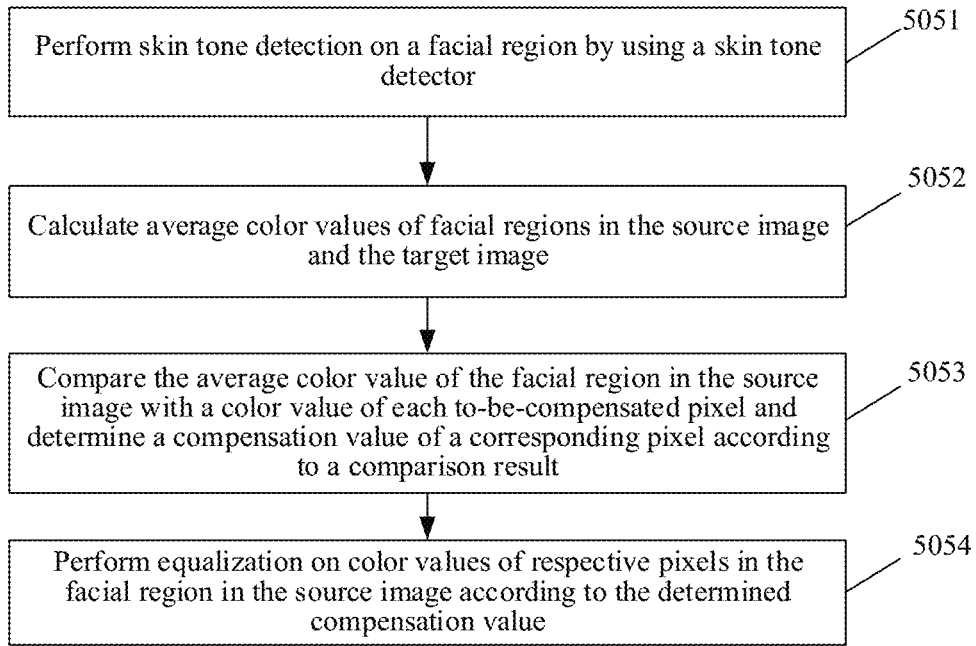 Perform skin tone detection on a facial region by using a skin tone
detector
5051
Calculate average color values of facial regions in the source image
and the target image
5052
Compare the average color value of the facial region in the source
image with a color value of each to-be-compensated pixel and
determine a compensation value of a corresponding pixel according
to a comparison result
5053
Perform equalization on color values of respective pixels in the
facial region in the source image according to the determined
compensation value
5054